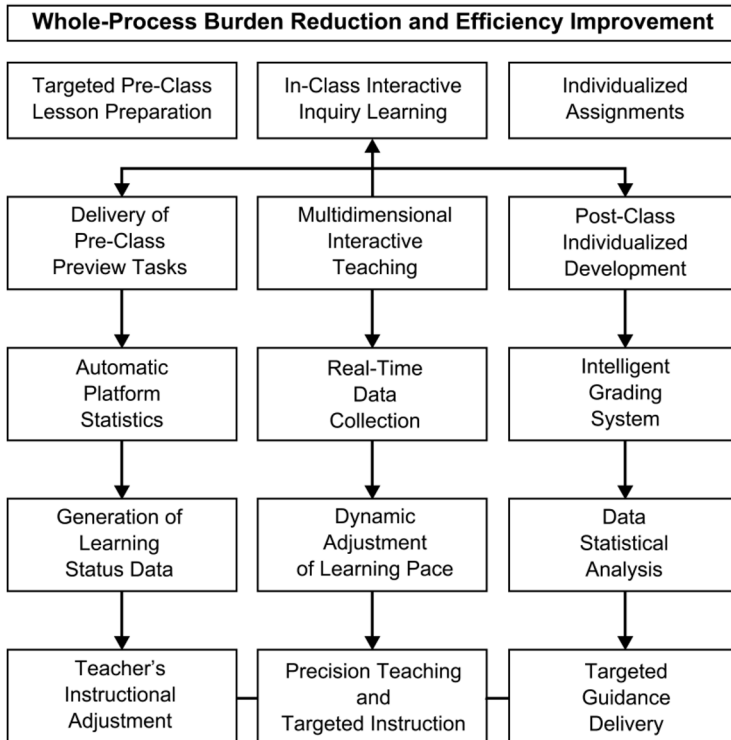 Whole-Process Burden Reduction and Efficiency Improvement
Targeted Pre-Class
Lesson Preparation
In-Class Interactive
Inquiry Learning
Individualized
Assignments
Delivery of
Pre-Class
Preview Tasks
Multidimensional
Interactive
Teaching
Post-Class
Individualized
Development
Automatic
Platform
Statistics
Real-Time
Data
Collection
Intelligent
Grading
System
Generation of
Learning
Status Data
Dynamic
Adjustment
of Learning Pace
Data
Statistical
Analysis
Teacher’s
Instructional
Adjustment
Precision Teaching
and
Targeted Instruction
Targeted
Guidance
Delivery